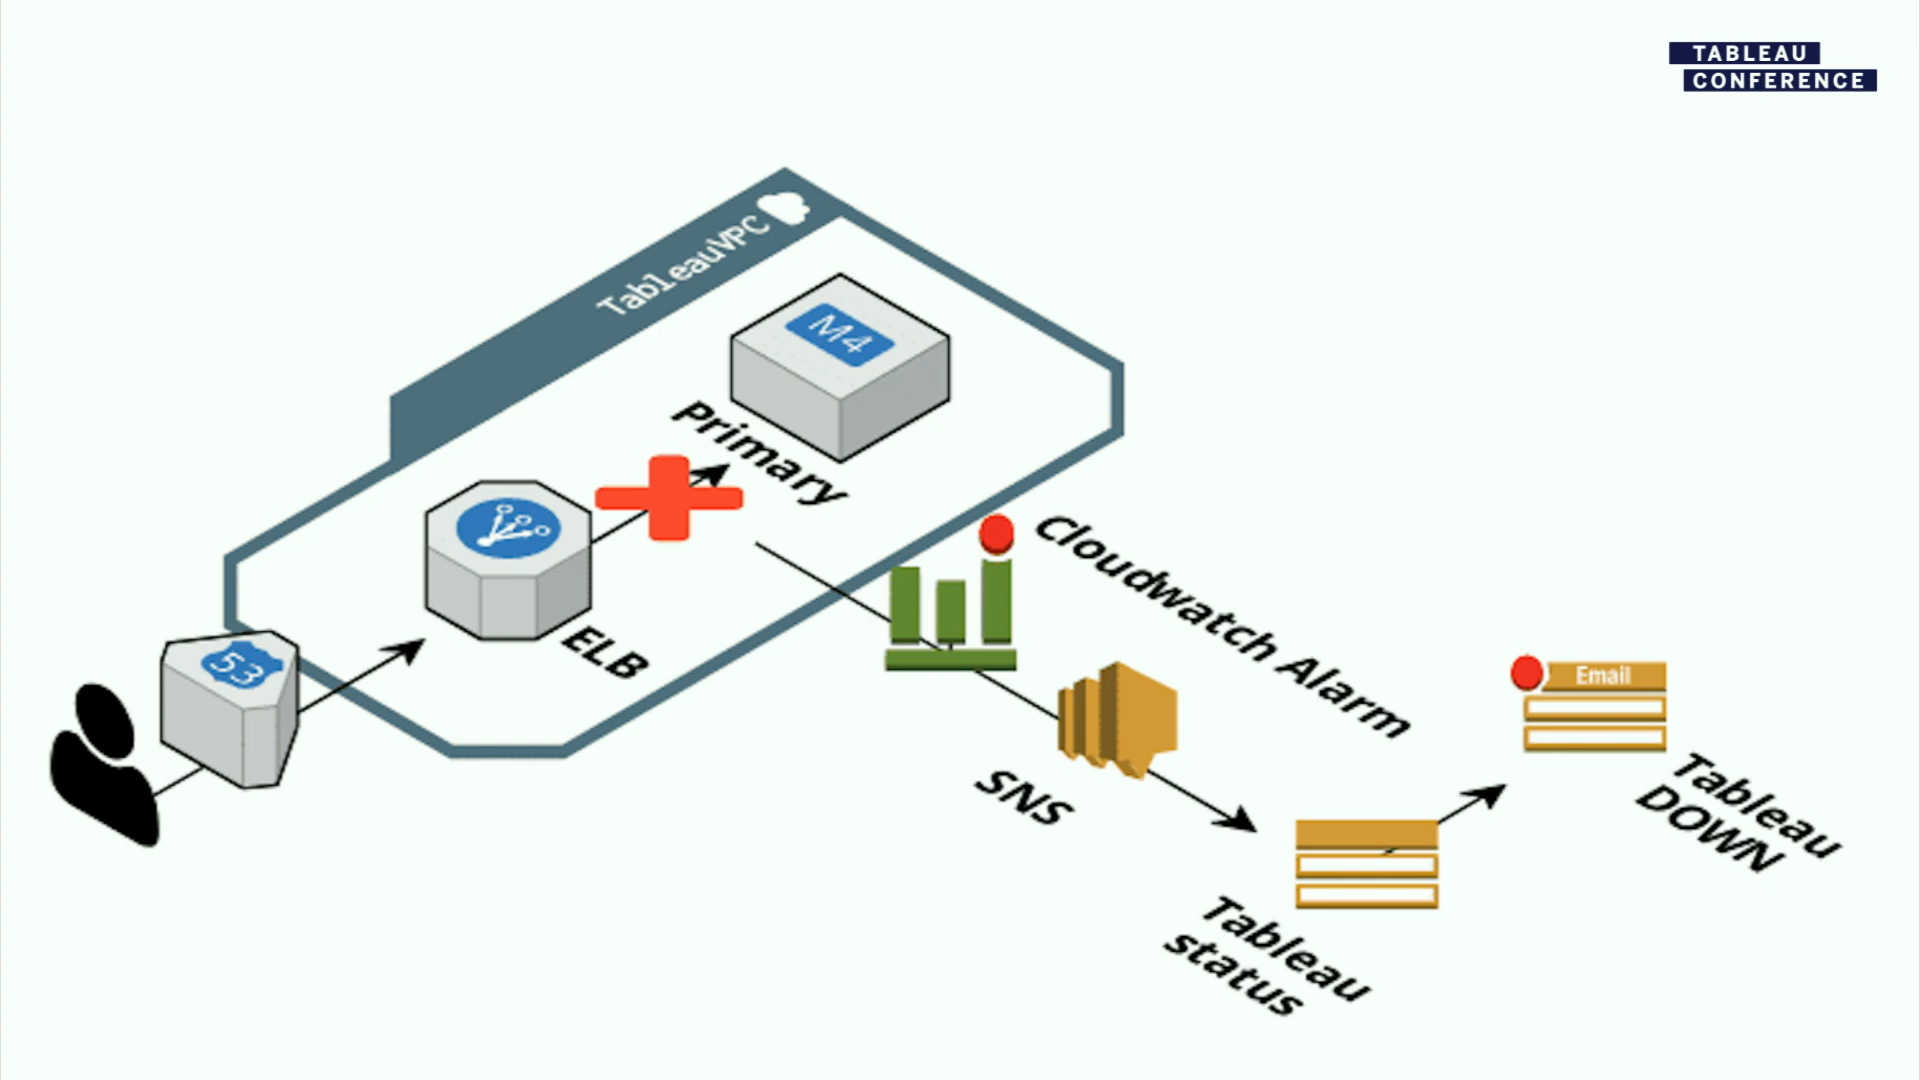 TABLEAU
CONFERENCE
TableauVPC
M4
Primary
ELB
53
Cloudwatch Alarm
SNS
Email
Tableau
DOWN
Tableau
status